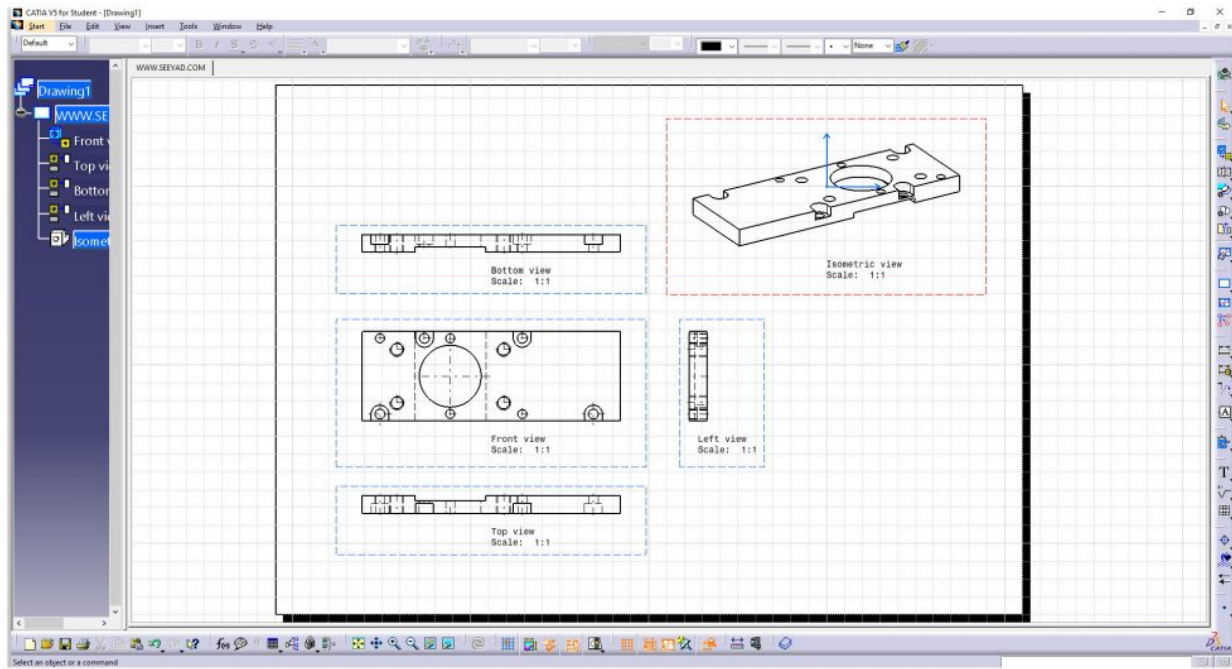 CATIA V5 for Student - [Drawing1]
Start File Edit View Insert Tools Window Help
Default
None
WWW.SEEYAD.COM
Drawing1
WWW.SE
Front v
Top vi
Bottor
Left vi
Isomet
Isometric view
Scale: 1:1
Bottom view
Scale: 1:1
Front view
Scale: 1:1
Left view
Scale: 1:1
Top view
Scale: 1:1
Select an object or a command